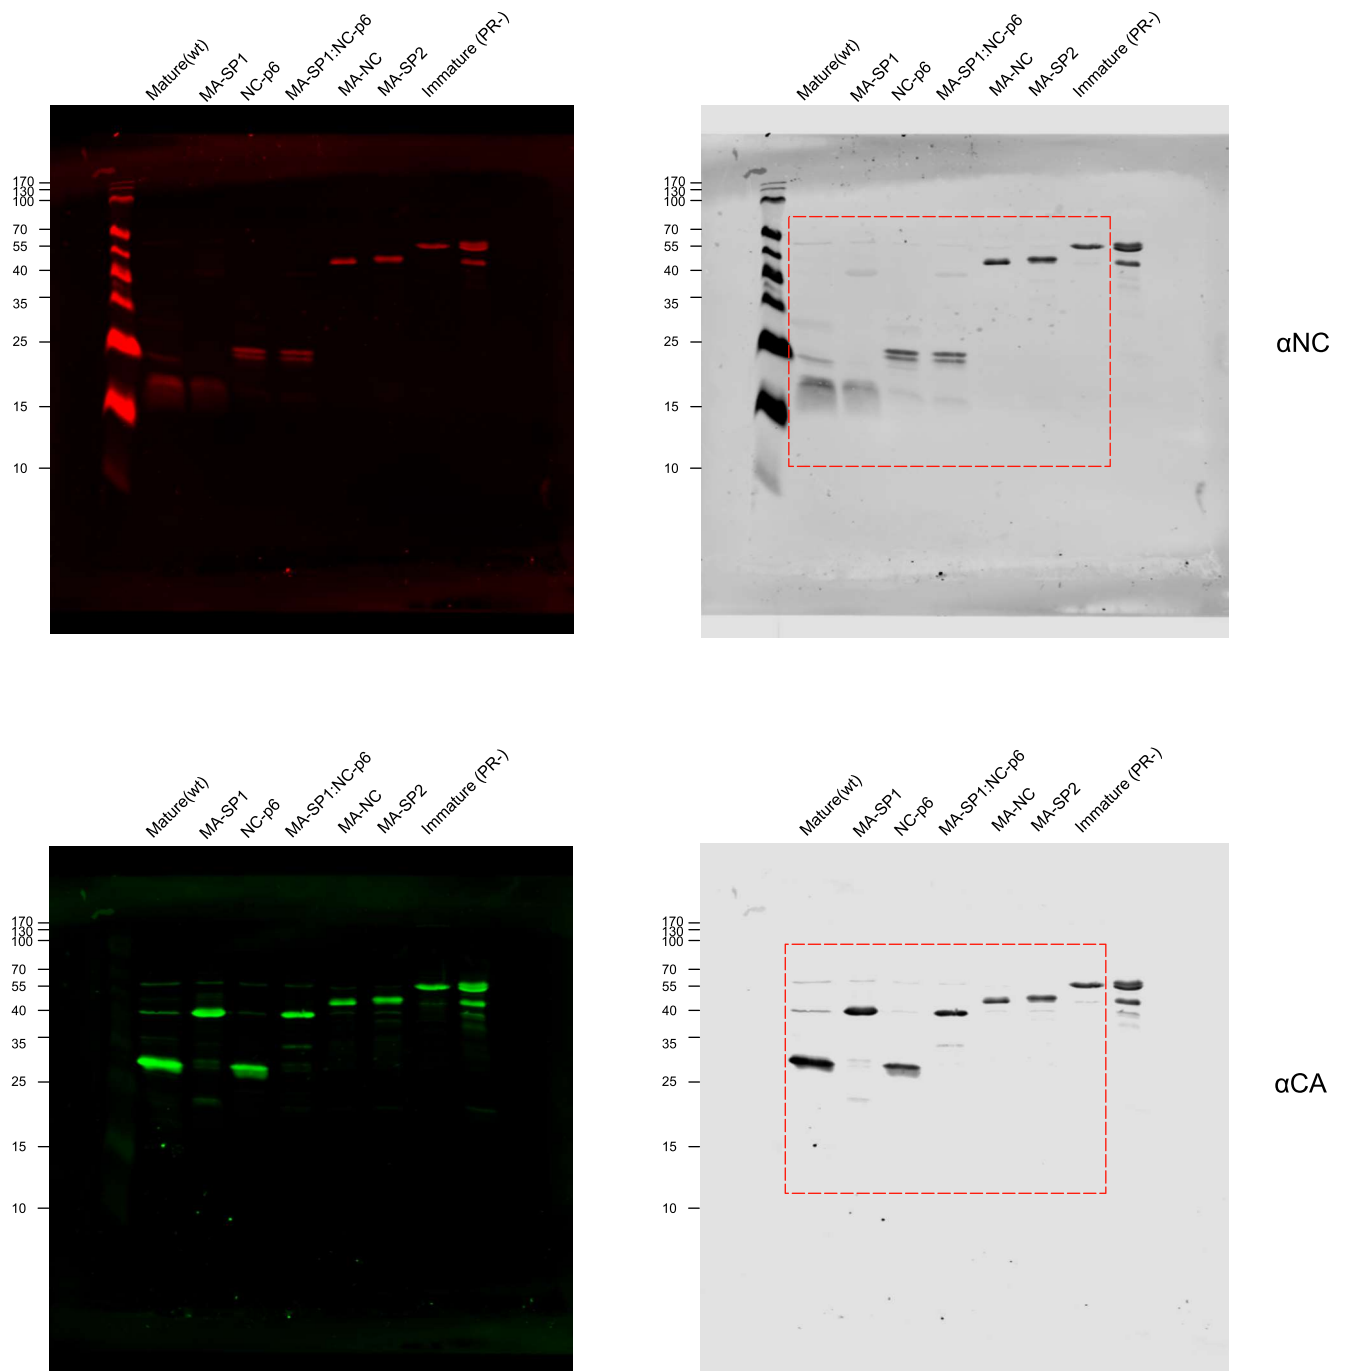 Mature(wt)
MA-SP1
NC-p6
MA-SP1:NC-p6
MA-NC
MA-SP2
Immature (PR-)
170
130
100
70
55
40
35
25
15
10
Mature(wt)
MA-SP1
NC-p6
MA-SP1:NC-p6
MA-NC
MA-SP2
Immature (PR-)
170
130
100
70
55
40
35
25
15
10
αNC
Mature(wt)
MA-SP1
NC-p6
MA-SP1:NC-p6
MA-NC
MA-SP2
Immature (PR-)
170
130
100
70
55
40
35
25
15
10
Mature(wt)
MA-SP1
NC-p6
MA-SP1:NC-p6
MA-NC
MA-SP2
Immature (PR-)
170
130
100
70
55
40
35
25
15
10
αCA